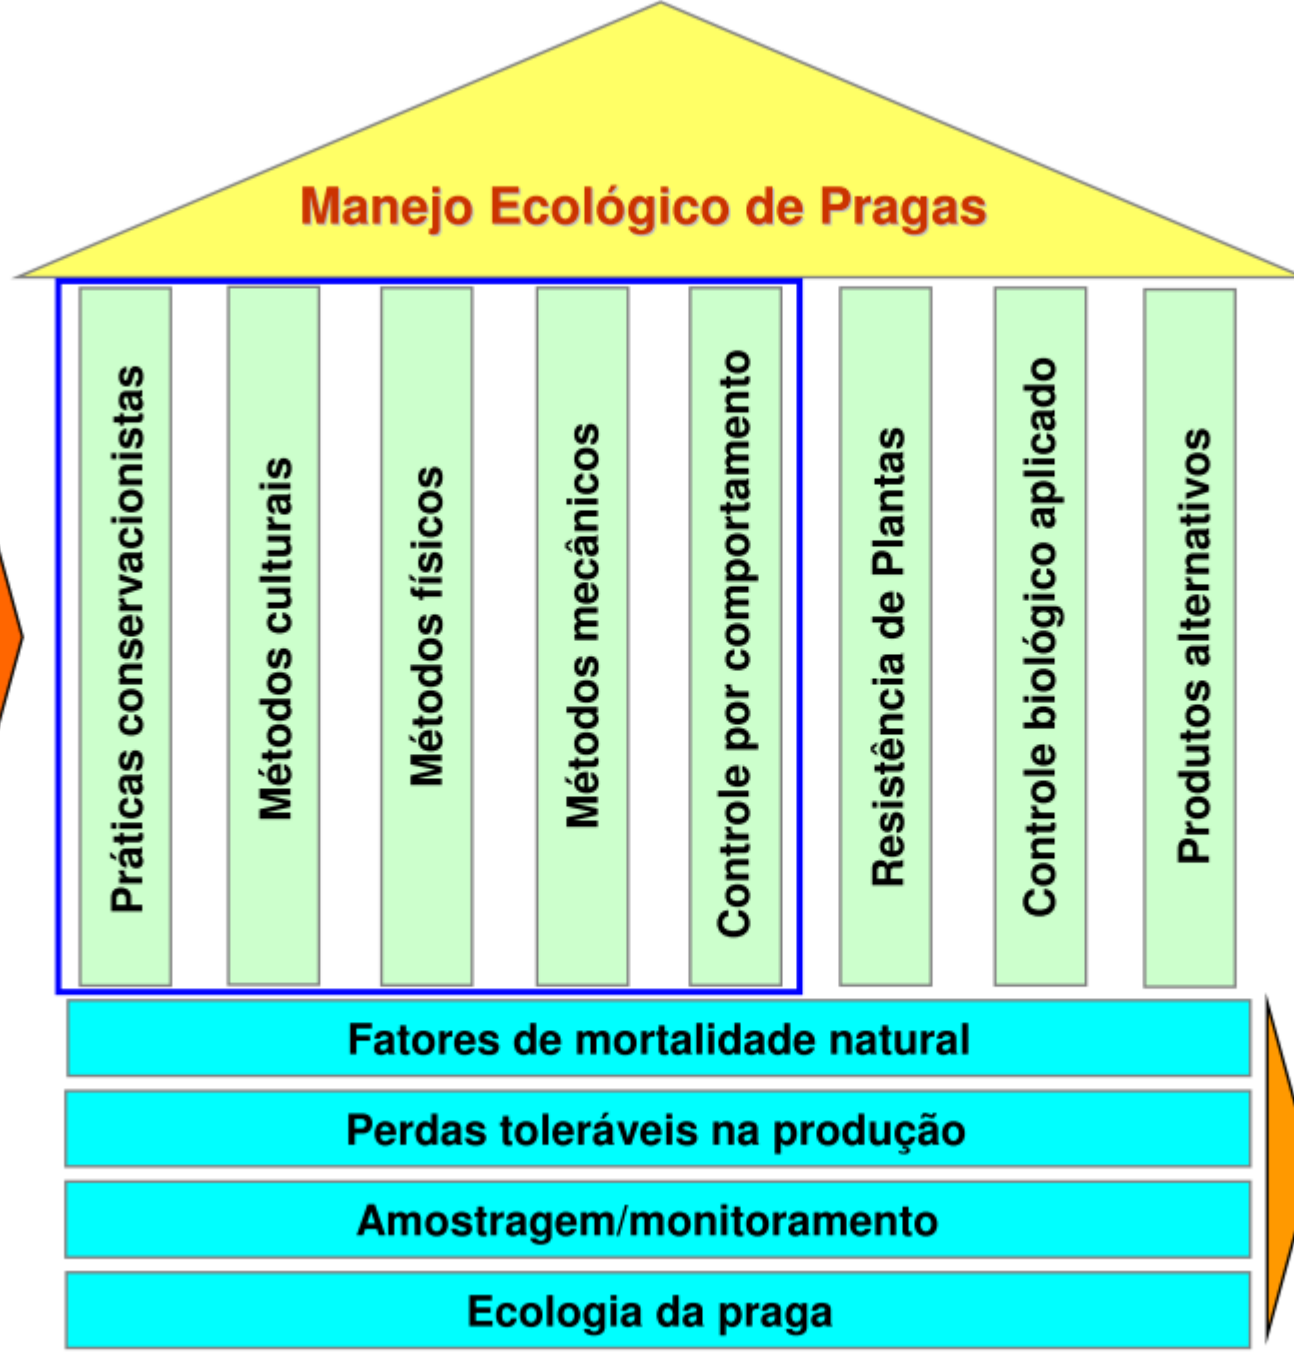 Manejo Ecológico de Pragas
Práticas conservacionistas
Métodos culturais
Métodos físicos
Métodos mecânicos
Controle por comportamento
Resistência de Plantas
Controle biológico aplicado
Produtos alternativos
Fatores de mortalidade natural
Perdas toleráveis na produção
Amostragem/monitoramento
Ecologia da praga